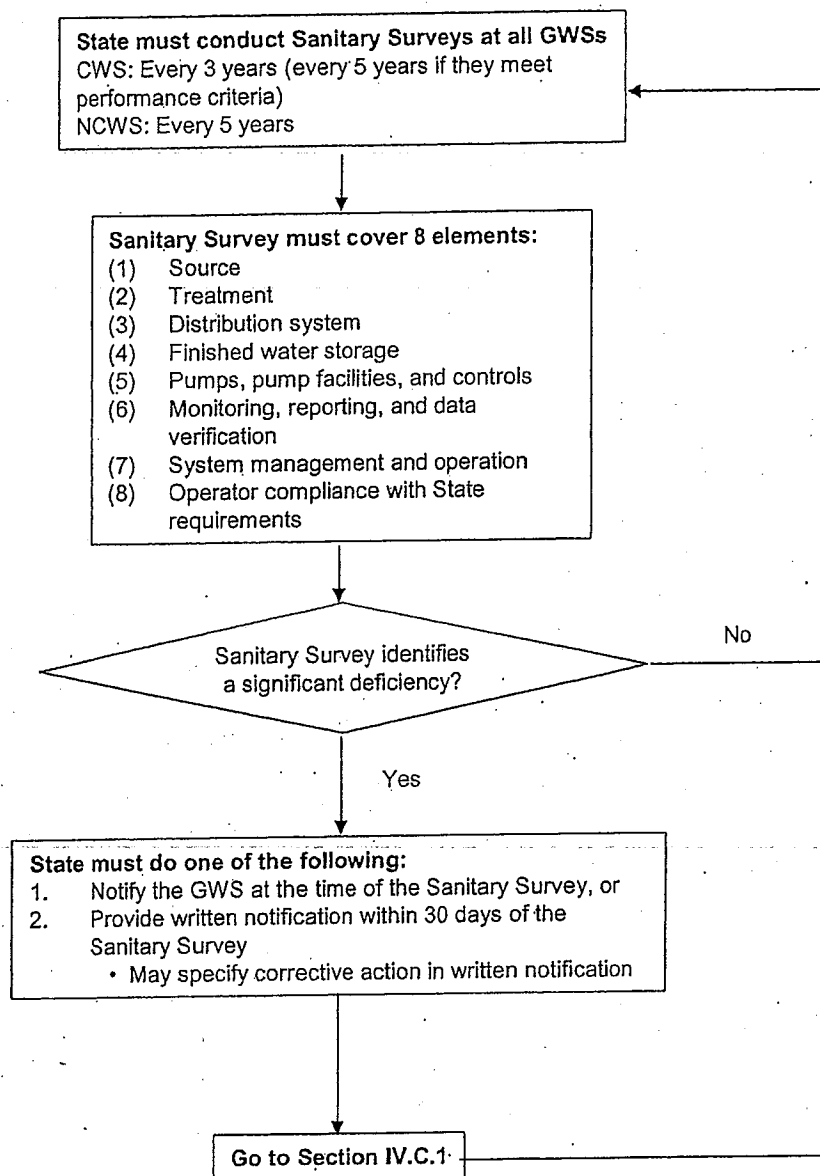 State must conduct Sanitary Surveys at all GWSs
CWS: Every 3 years (every 5 years if they meet
performance criteria)
NCWS: Every 5 years
Sanitary Survey must cover 8 elements:
(1) Source
(2) Treatment
(3) Distribution system
(4) Finished water storage
(5) Pumps, pump facilities, and controls
(6) Monitoring, reporting, and data
verification
(7) System management and operation
(8) Operator compliance with State
requirements
Sanitary Survey identifies
a significant deficiency?
No
Yes
State must do one of the following:
1. Notify the GWS at the time of the Sanitary Survey, or
2. Provide written notification within 30 days of the
Sanitary Survey
• May specify corrective action in written notification
Go to Section IV.C.1